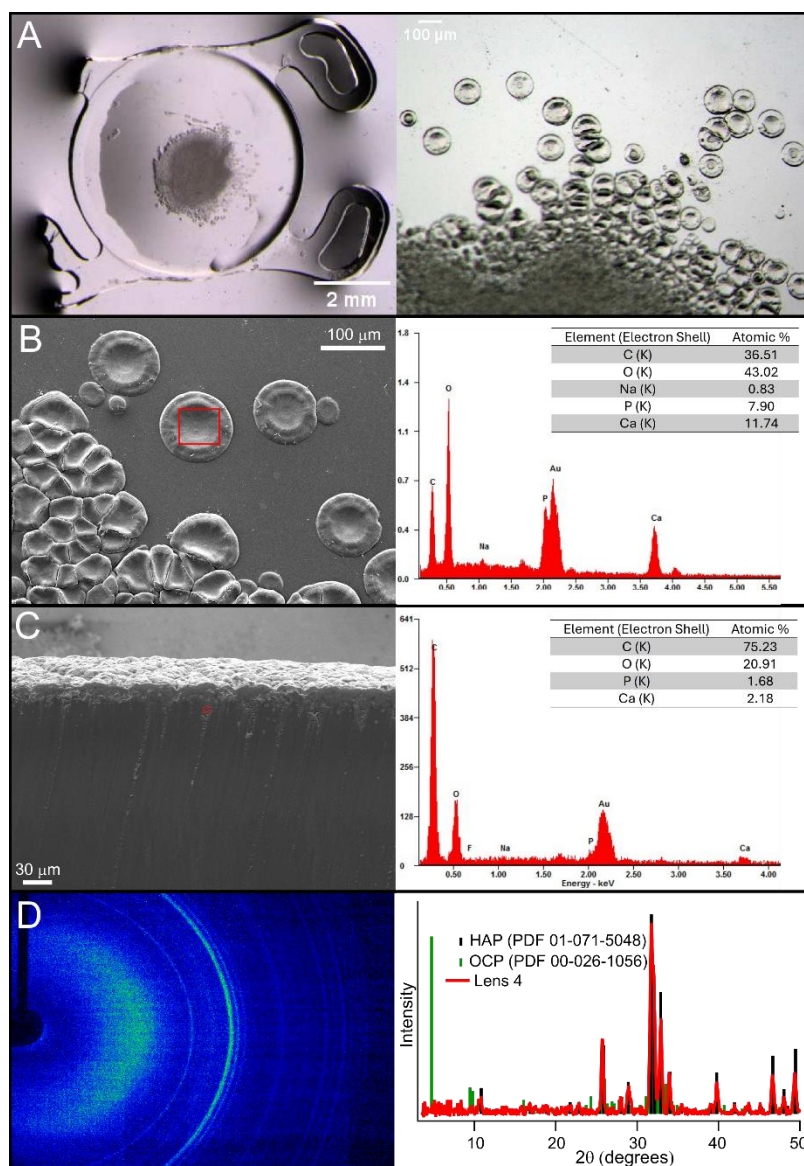 A
100 µm
2 mm
B
100 µm
1.8
1.4
1.1
0.7
0.4
0.0
C
O
Na
P
Au
Ca
0.50 1.00 1.50 2.00 2.50 3.00 3.50 4.00 4.50 5.00 5.50
Element (Electron Shell) Atomic %
C (K) 36.51
O (K) 43.02
Na (K) 0.83
P (K) 7.90
Ca (K) 11.74
C
30 µm
641
512
384
256
128
0
C
O
F
Na
P
Au
Ca
0.50 1.00 1.50 2.00 2.50 3.00 3.50 4.00
Energy - keV
Element (Electron Shell) Atomic %
C (K) 75.23
O (K) 20.91
P (K) 1.68
Ca (K) 2.18
D
HAP (PDF 01-071-5048)
OCP (PDF 00-026-1056)
Lens 4
Intensity
10 20 30 40 50
2θ (degrees)